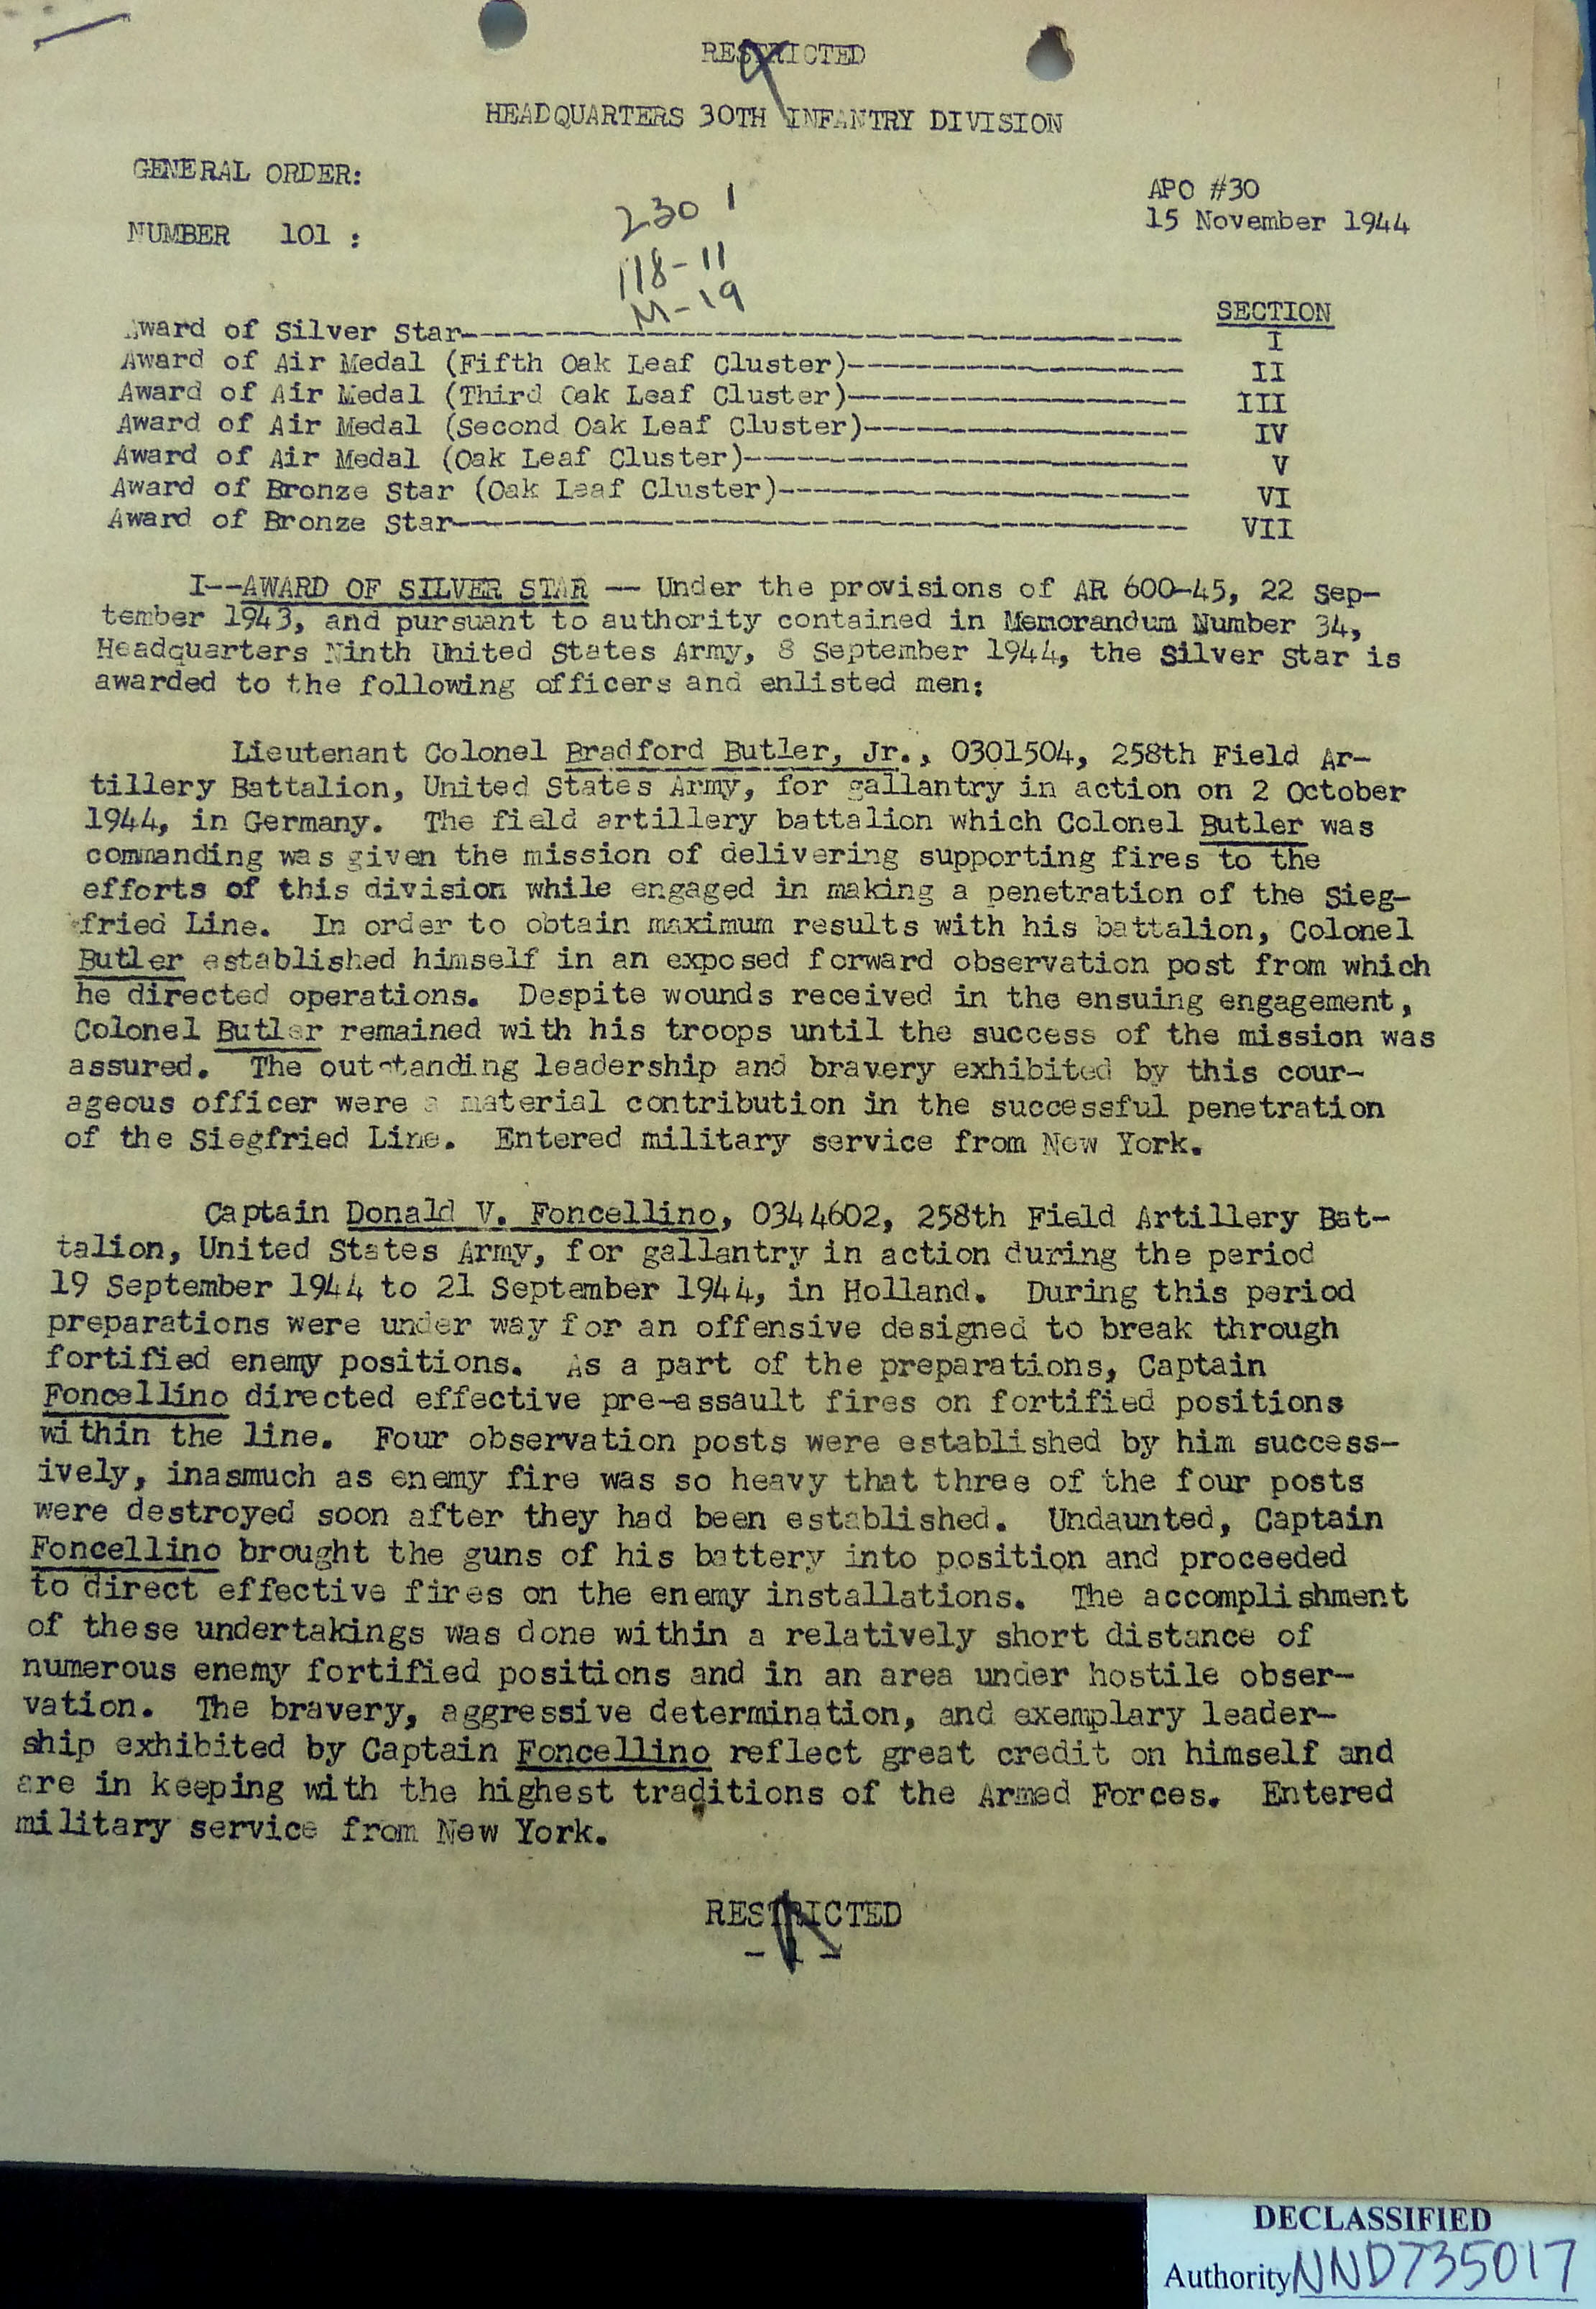 RESTRICTED
HEADQUARTERS 30TH INFANTRY DIVISION
GENERAL ORDER:
APO #30
NUMBER 101 :
15 November 1944
230 1
118-11
M-19
SECTION
Award of Silver Star---------------------------------------- I
Award of Air Medal (Fifth Oak Leaf Cluster)------------------ II
Award of Air Medal (Third Oak Leaf Cluster)------------------ III
Award of Air Medal (Second Oak Leaf Cluster)----------------- IV
Award of Air Medal (Oak Leaf Cluster)------------------------ V
Award of Bronze Star (Oak Leaf Cluster)---------------------- VI
Award of Bronze Star---------------------------------------- VII
I--AWARD OF SILVER STAR -- Under the provisions of AR 600-45, 22 Sep-
tember 1943, and pursuant to authority contained in Memorandum Number 34,
Headquarters Ninth United States Army, 8 September 1944, the Silver Star is
awarded to the following officers and enlisted men:
Lieutenant Colonel Bradford Butler, Jr., 0301504, 258th Field Ar-
tillery Battalion, United States Army, for gallantry in action on 2 October
1944, in Germany. The field artillery battalion which Colonel Butler was
commanding was given the mission of delivering supporting fires to the
efforts of this division while engaged in making a penetration of the Sieg-
fried Line. In order to obtain maximum results with his battalion, Colonel
Butler established himself in an exposed forward observation post from which
he directed operations. Despite wounds received in the ensuing engagement,
Colonel Butler remained with his troops until the success of the mission was
assured. The outstanding leadership and bravery exhibited by this cour-
ageous officer were a material contribution in the successful penetration
of the Siegfried Line. Entered military service from New York.
Captain Donald V. Foncellino, 0344602, 258th Field Artillery Bat-
talion, United States Army, for gallantry in action during the period
19 September 1944 to 21 September 1944, in Holland. During this period
preparations were under way for an offensive designed to break through
fortified enemy positions. As a part of the preparations, Captain
Foncellino directed effective pre-assault fires on fortified positions
within the line. Four observation posts were established by him success-
ively, inasmuch as enemy fire was so heavy that three of the four posts
were destroyed soon after they had been established. Undaunted, Captain
Foncellino brought the guns of his battery into position and proceeded
to direct effective fires on the enemy installations. The accomplishment
of these undertakings was done within a relatively short distance of
numerous enemy fortified positions and in an area under hostile obser-
vation. The bravery, aggressive determination, and exemplary leader-
ship exhibited by Captain Foncellino reflect great credit on himself and
are in keeping with the highest traditions of the Armed Forces. Entered
military service from New York.
RESTRICTED
- 1 -
DECLASSIFIED
Authority NND735017